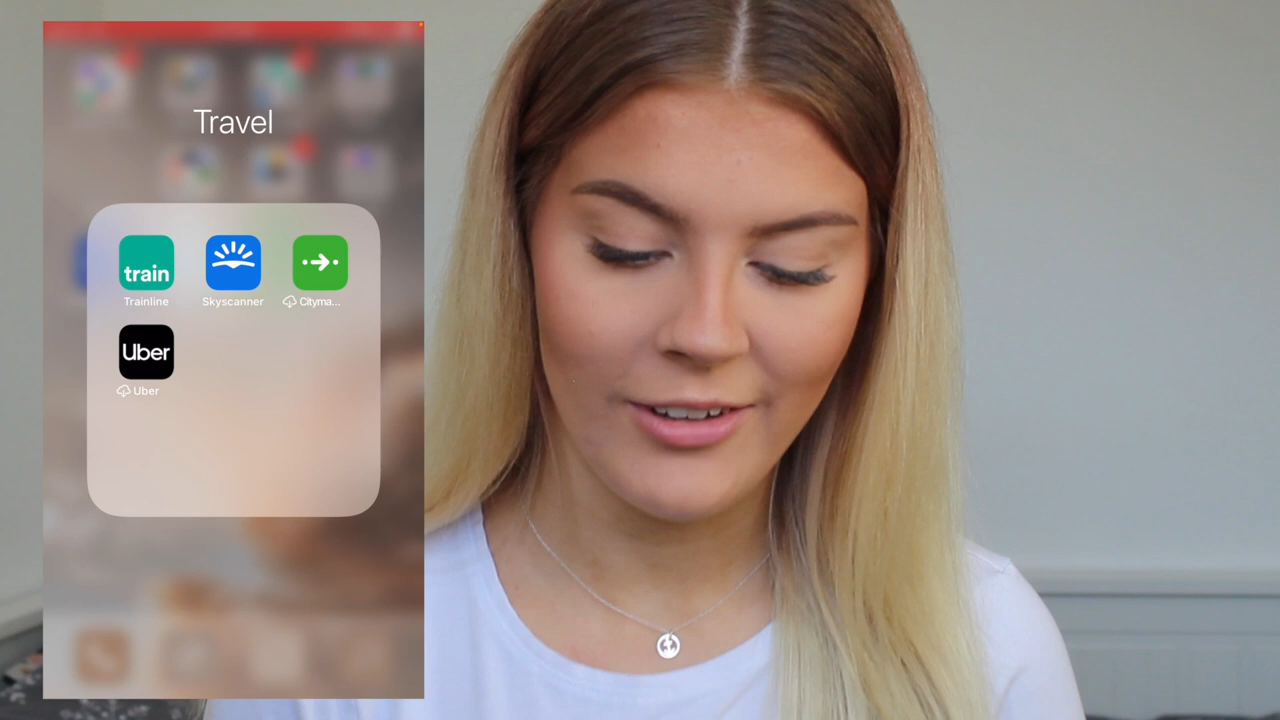 Travel
train
Trainline
Skyscanner
Cityma...
Uber
Uber